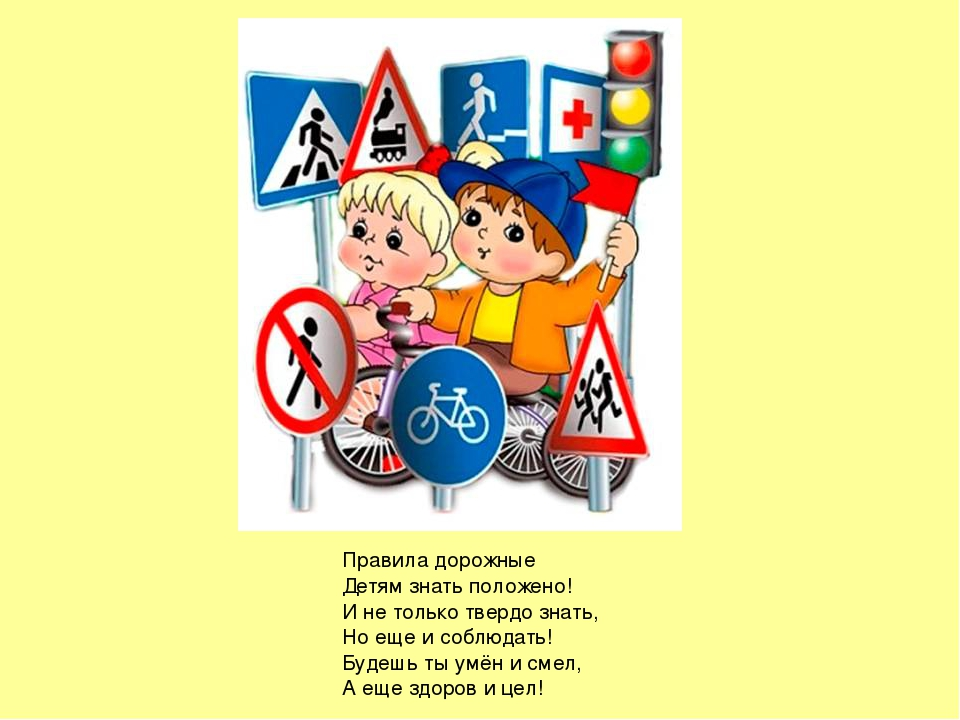 Правила дорожные
Детям знать положено!
И не только твердо знать,
Но еще и соблюдать!
Будешь ты умён и смел,
А еще здоров и цел!